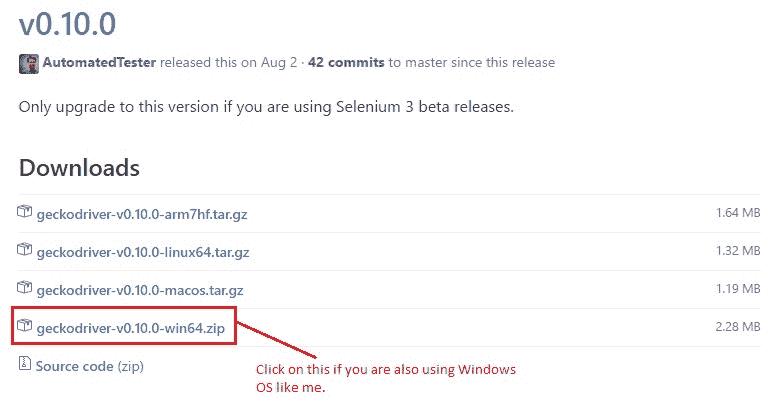 v0.10.0
AutomatedTester released this on Aug 2 · 42 commits to master since this release
Only upgrade to this version if you are using Selenium 3 beta releases.
Downloads
geckodriver-v0.10.0-arm7hf.tar.gz 1.64 MB
geckodriver-v0.10.0-linux64.tar.gz 1.32 MB
geckodriver-v0.10.0-macos.tar.gz 1.19 MB
geckodriver-v0.10.0-win64.zip 2.28 MB
Source code (zip)
Click on this if you are also using Windows
OS like me.